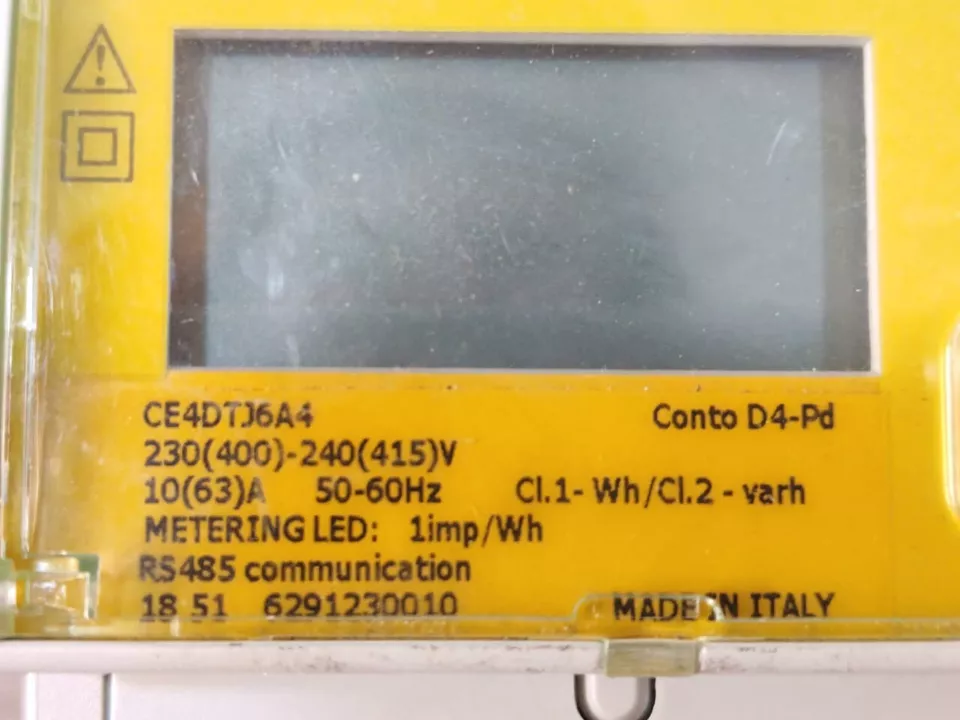 CE4DTJ6A4 Conto D4-Pd
230(400)-240(415)V
10(63)A 50-60Hz Cl.1- Wh/Cl.2 - varh
METERING LED: 1imp/Wh
RS485 communication
18 51 6291230010 MADE IN ITALY